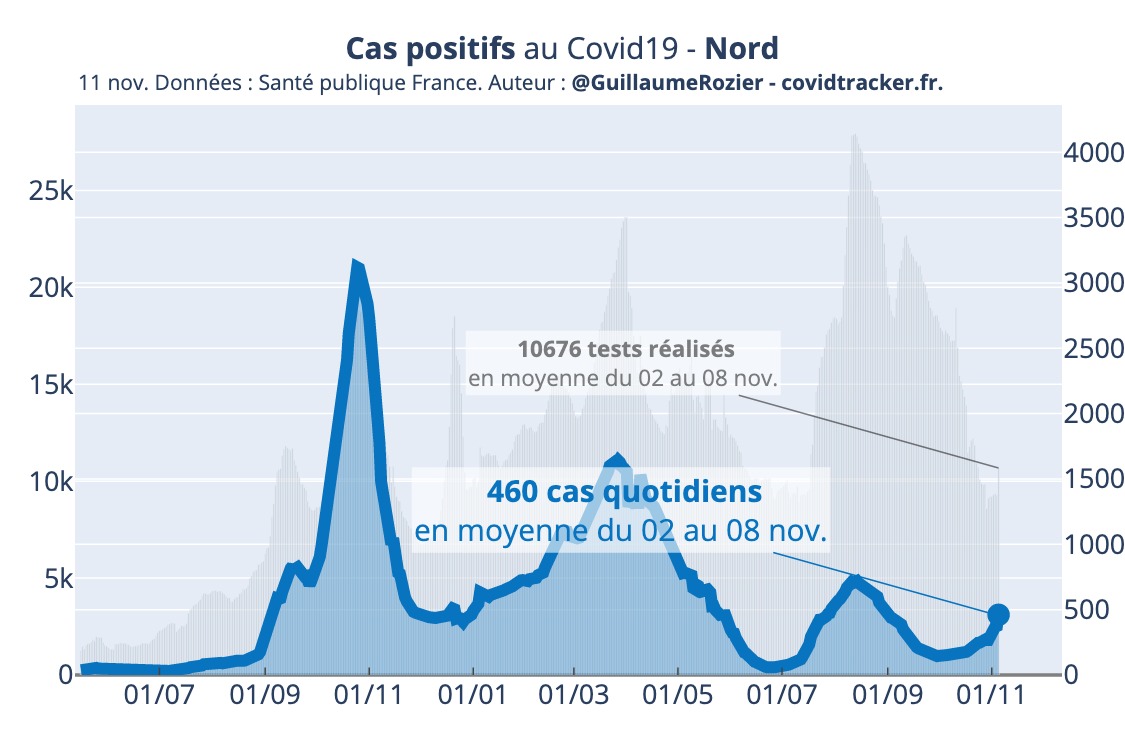 Cas positifs au Covid19 - Nord
11 nov. Données : Santé publique France. Auteur : @GuillaumeRozier - covidtracker.fr.
4000
25k
3500
20k
3000
10676 tests réalisés
2500
en moyenne du 02 au 08 nov.
15k
2000
10k
460 cas quotidiens
1500
en moyenne du 02 au 08 nov.
1000
5k
500
0
0
01/07 01/09 01/11 01/01 01/03 01/05 01/07 01/09 01/11